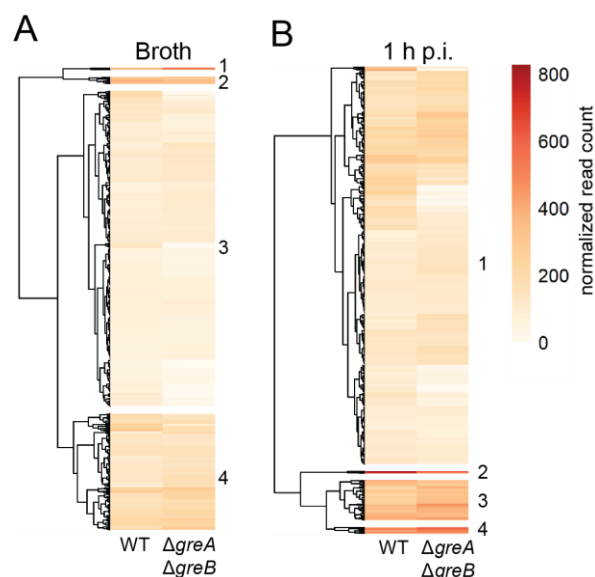 A
Broth
1
2
3
4
WT ΔgreA
ΔgreB
B
1 h p.i.
1
2
3
4
WT ΔgreA
ΔgreB
800
600
400
200
0
normalized read count